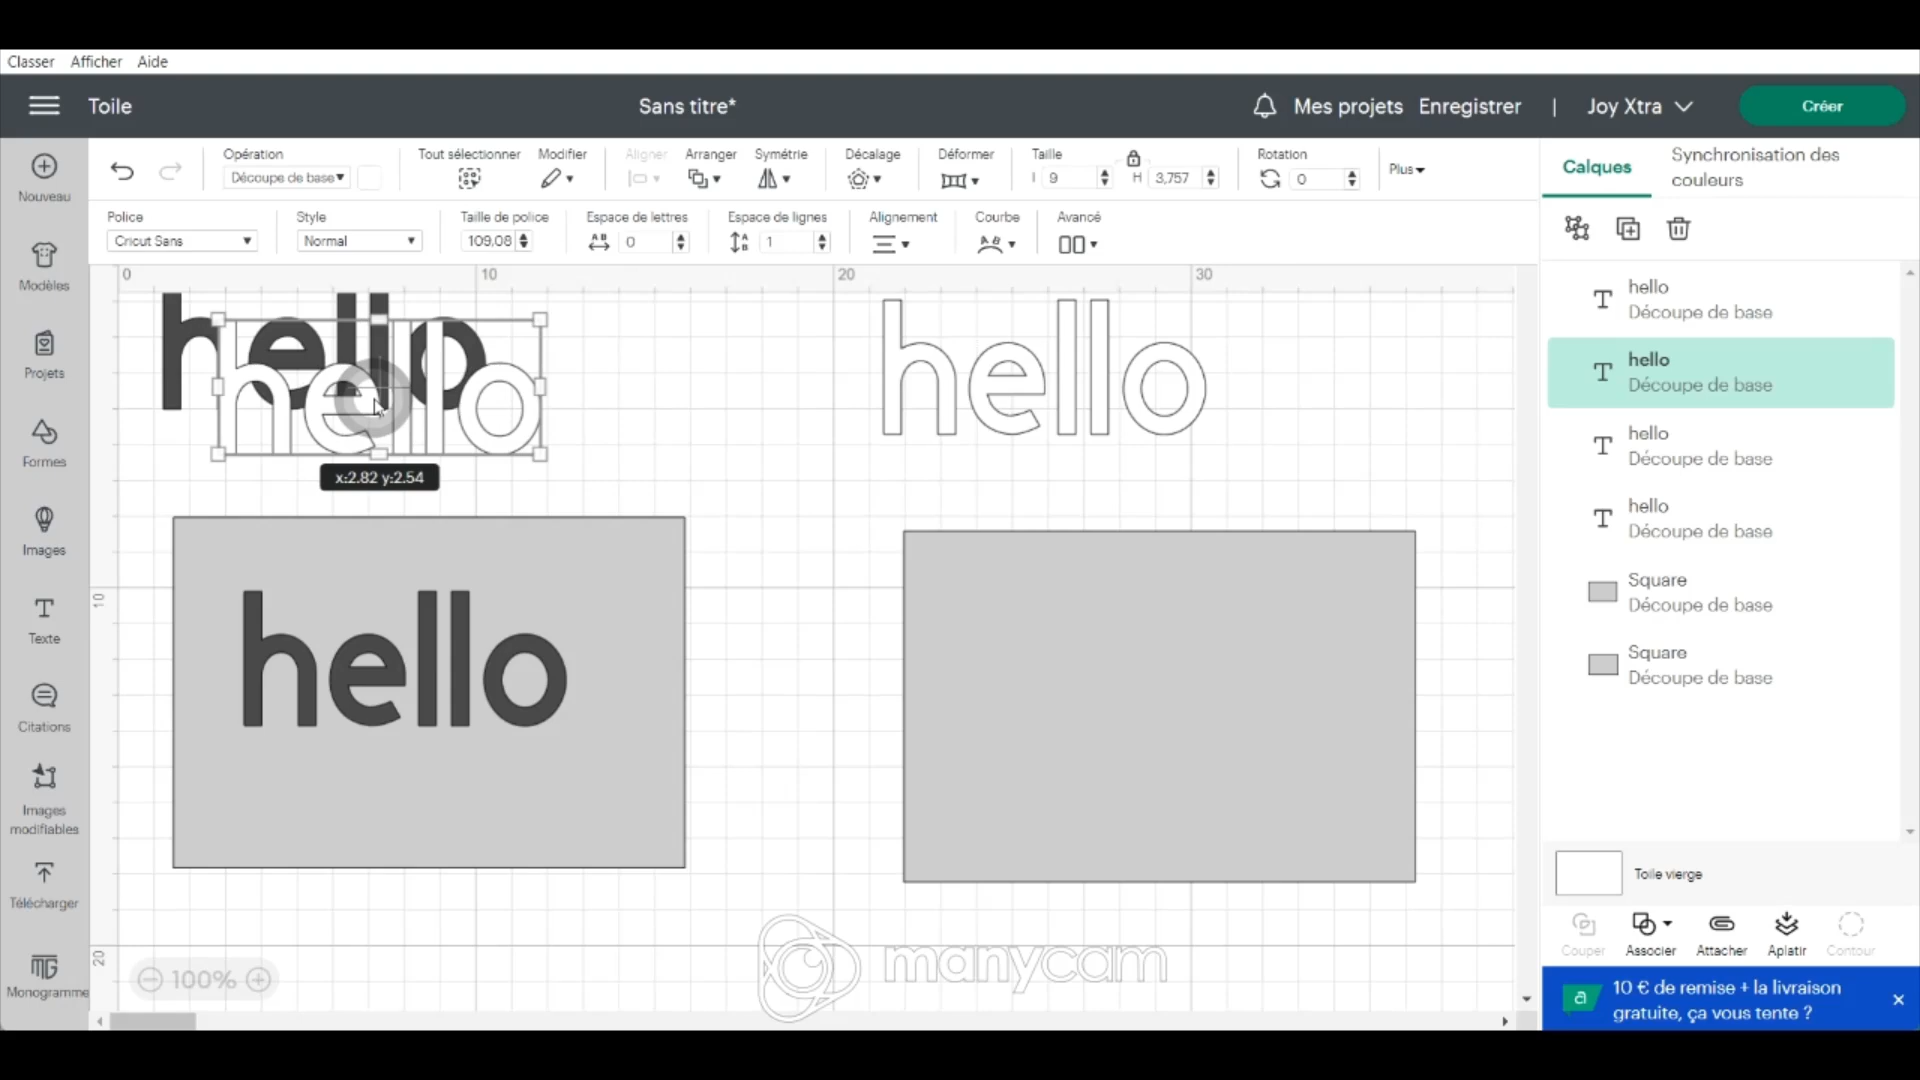 Classer Afficher Aide
Toile
Sans titre*
Mes projets Enregistrer | Joy Xtra
Créer
Nouveau
Modèles
Projets
Formes
Images
Texte
Citations
Images
modifiables
Télécharger
Monogramme
Opération
Découpe de base
Tout sélectionner
Modifier
Aligner
Arranger
Symétrie
Décalage
Déformer
Taille
l 9
H 3,757
Rotation
0
Plus
Police
Cricut Sans
Style
Normal
Taille de police
109,08
Espace de lettres
0
Espace de lignes
1
Alignement
Courbe
Avancé
0 10 20 30
10
20
hello
hello
x:2.82 y:2.54
hello
hello
100%
manycam
Calques
Synchronisation des
couleurs
hello
Découpe de base
hello
Découpe de base
hello
Découpe de base
hello
Découpe de base
Square
Découpe de base
Square
Découpe de base
Toile vierge
Couper
Associer
Attacher
Aplatir
Contour
a
10 € de remise + la livraison
gratuite, ça vous tente ?